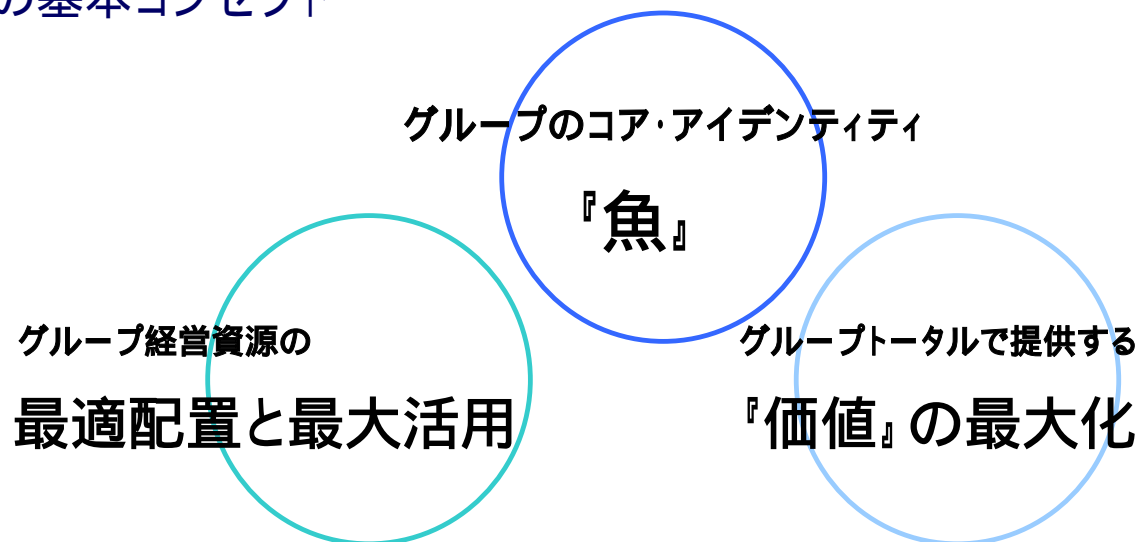 の基本コンセプト
グループのコア・アイデンティティ
『魚』
グループ経営資源の
最適配置と最大活用
グループトータルで提供する
『価値』の最大化